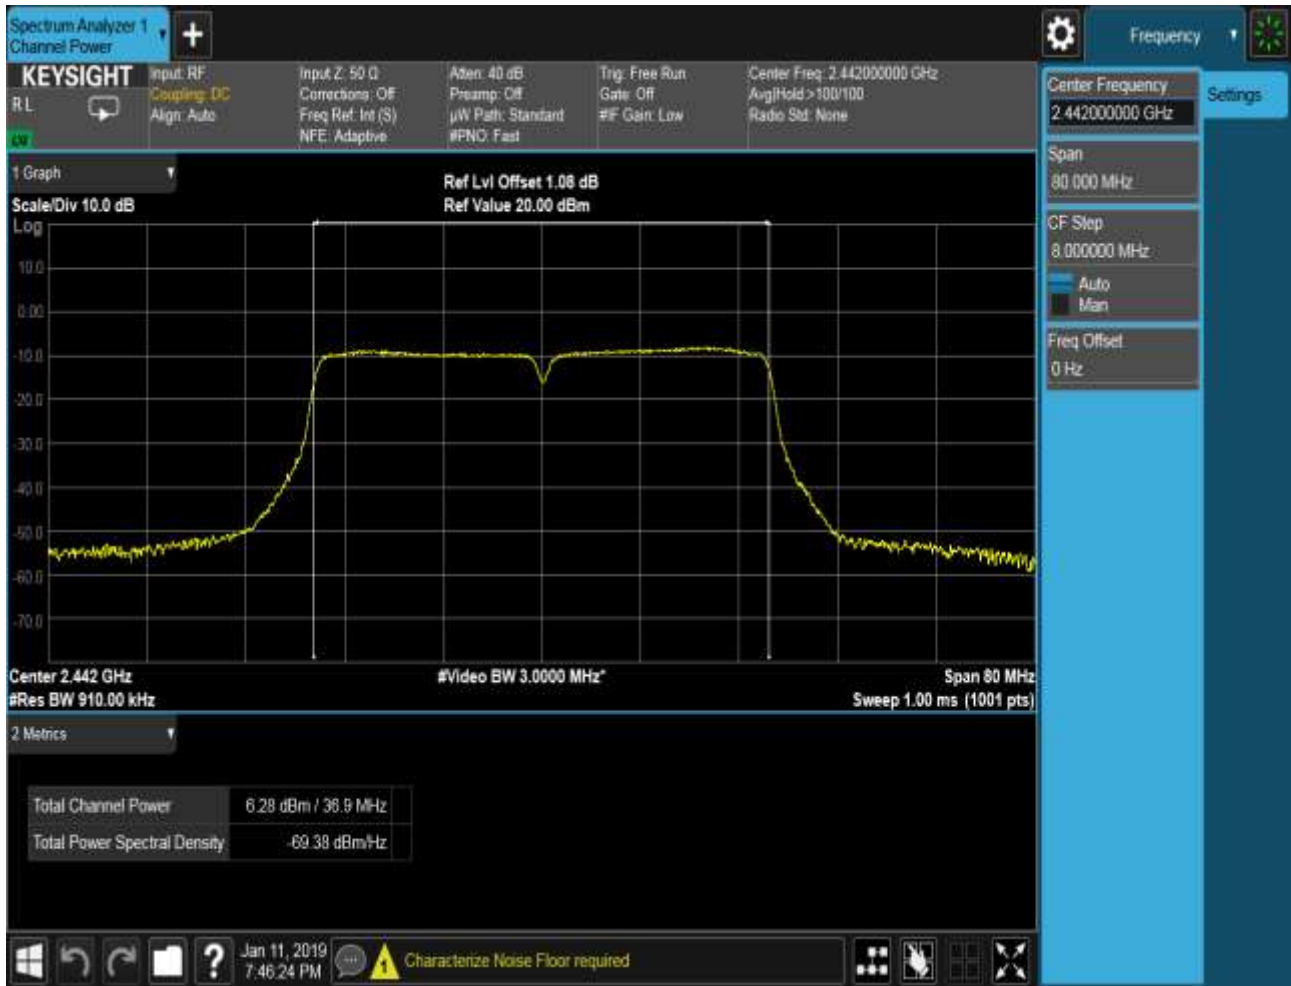 Spectrum Analyzer 1
Channel Power
Frequency
KEYSIGHT
R L
Input: RF
Coupling: DC
Align: Auto
Input Z: 50 Ω
Corrections: Off
Freq Ref: Int (S)
NFE: Adaptive
Atten: 40 dB
Preamp: Off
µW Path: Standard
#PNO: Fast
Trig: Free Run
Gate: Off
#IF Gain: Low
Center Freq: 2.442000000 GHz
Avg|Hold:>100/100
Radio Std: None
Center Frequency
2.442000000 GHz
Settings
Span
80.000 MHz
CF Step
8.000000 MHz
Auto
Man
Freq Offset
0 Hz
1 Graph
Scale/Div 10.0 dB
Ref Lvl Offset 1.08 dB
Ref Value 20.00 dBm
Log
10.0
0.00
-10.0
-20.0
-30.0
-40.0
-50.0
-60.0
-70.0
Center 2.442 GHz
#Video BW 3.0000 MHz*
Span 80 MHz
#Res BW 910.00 kHz
Sweep 1.00 ms (1001 pts)
2 Metrics
Total Channel Power 6.28 dBm / 36.9 MHz
Total Power Spectral Density -69.38 dBm/Hz
Jan 11, 2019
7:46:24 PM
1
Characterize Noise Floor required